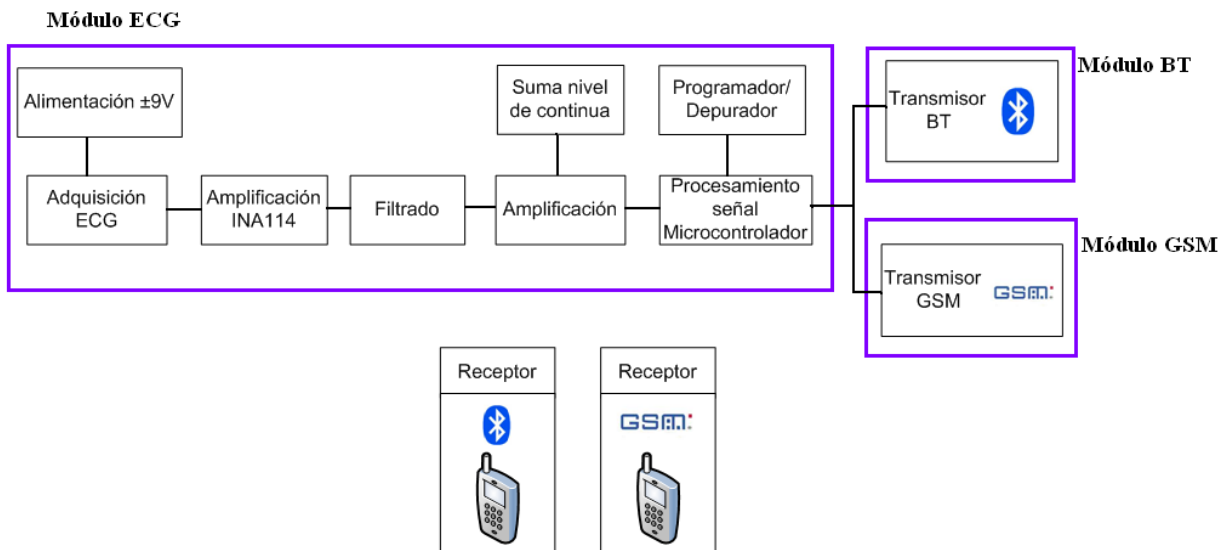 Módulo ECG
Alimentación ±9V
Suma nivel
de continua
Programador/
Depurador
Adquisición
ECG
Amplificación
INA114
Filtrado
Amplificación
Procesamiento
señal
Microcontrolador
Módulo BT
Transmisor
BT
Módulo GSM
Transmisor
GSM
GSM
Receptor
Receptor
GSM